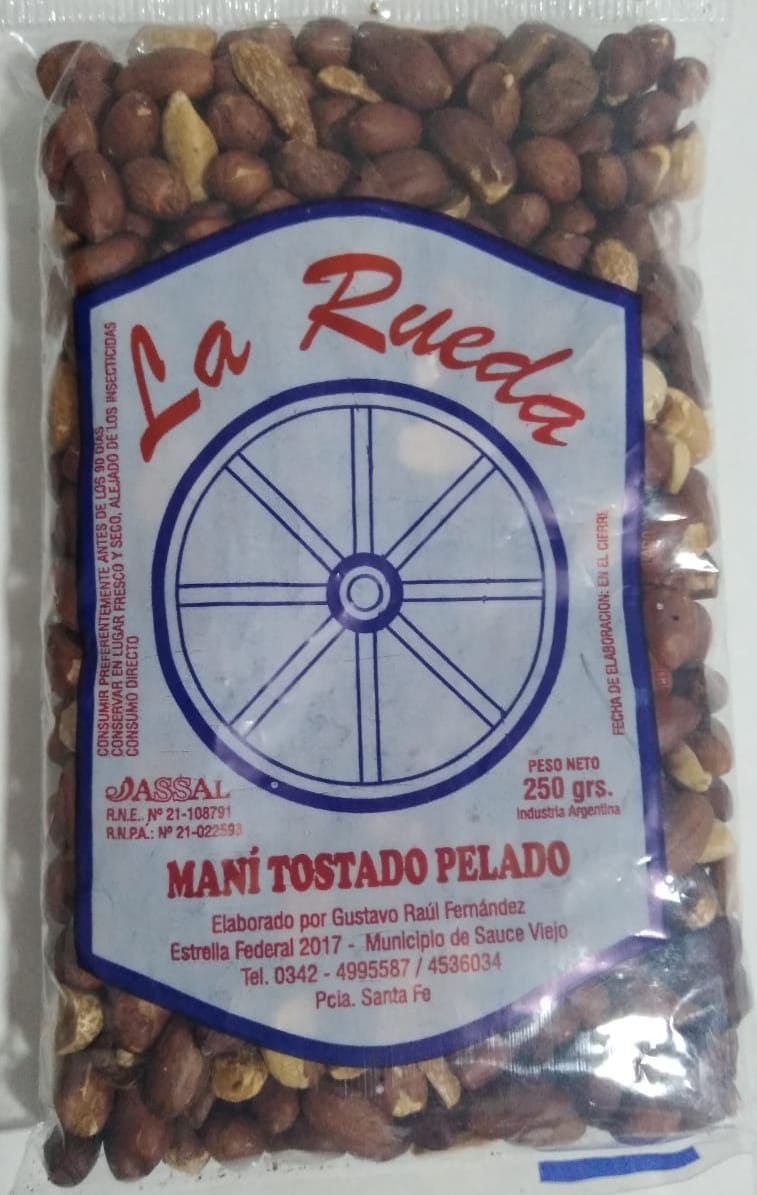 La Rueda
CONSUMIR PREFERENTEMENTE ANTES DE LOS 90 DIAS
CONSERVAR EN LUGAR FRESCO Y SECO, ALEJADO DE LOS INSECTICIDAS
CONSUMO DIRECTO
FECHA DE ELABORACION: EN EL CIERRE
ASSAL
R.N.E. Nº 21-108791
R.N.P.A.: Nº 21-022593
PESO NETO
250 grs.
Industria Argentina
MANÍ TOSTADO PELADO
Elaborado por Gustavo Raúl Fernández
Estrella Federal 2017 - Municipio de Sauce Viejo
Tel. 0342 - 4995587 / 4536034
Pcia. Santa Fe